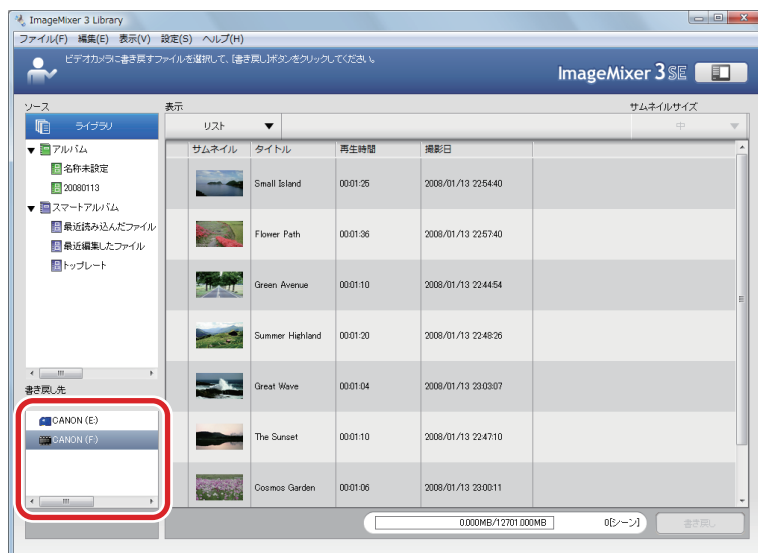 ImageMixer 3 Library
ファイル(F) 編集(E) 表示(V) 設定(S) ヘルプ(H)
ビデオカメラに書き戻すファイルを選択して、[書き戻し]ボタンをクリックしてください。
ImageMixer 3 SE
ソース
表示
サムネイルサイズ
ライブラリ
リスト
中
アルバム
名称未設定
20080113
スマートアルバム
最近読み込んだファイル
最近編集したファイル
トップレート
サムネイル タイトル 再生時間 撮影日
Small Island 00:01:25 2008/01/13 22:54:40
Flower Path 00:01:36 2008/01/13 22:57:40
Green Avenue 00:01:10 2008/01/13 22:44:54
Summer Highland 00:01:20 2008/01/13 22:48:26
Great Wave 00:01:04 2008/01/13 23:03:07
The Sunset 00:01:10 2008/01/13 22:47:10
Cosmos Garden 00:01:06 2008/01/13 23:00:11
書き戻し先
CANON (E:)
CANON (F:)
0.000MB/12701.000MB
0[シーン]
書き戻し